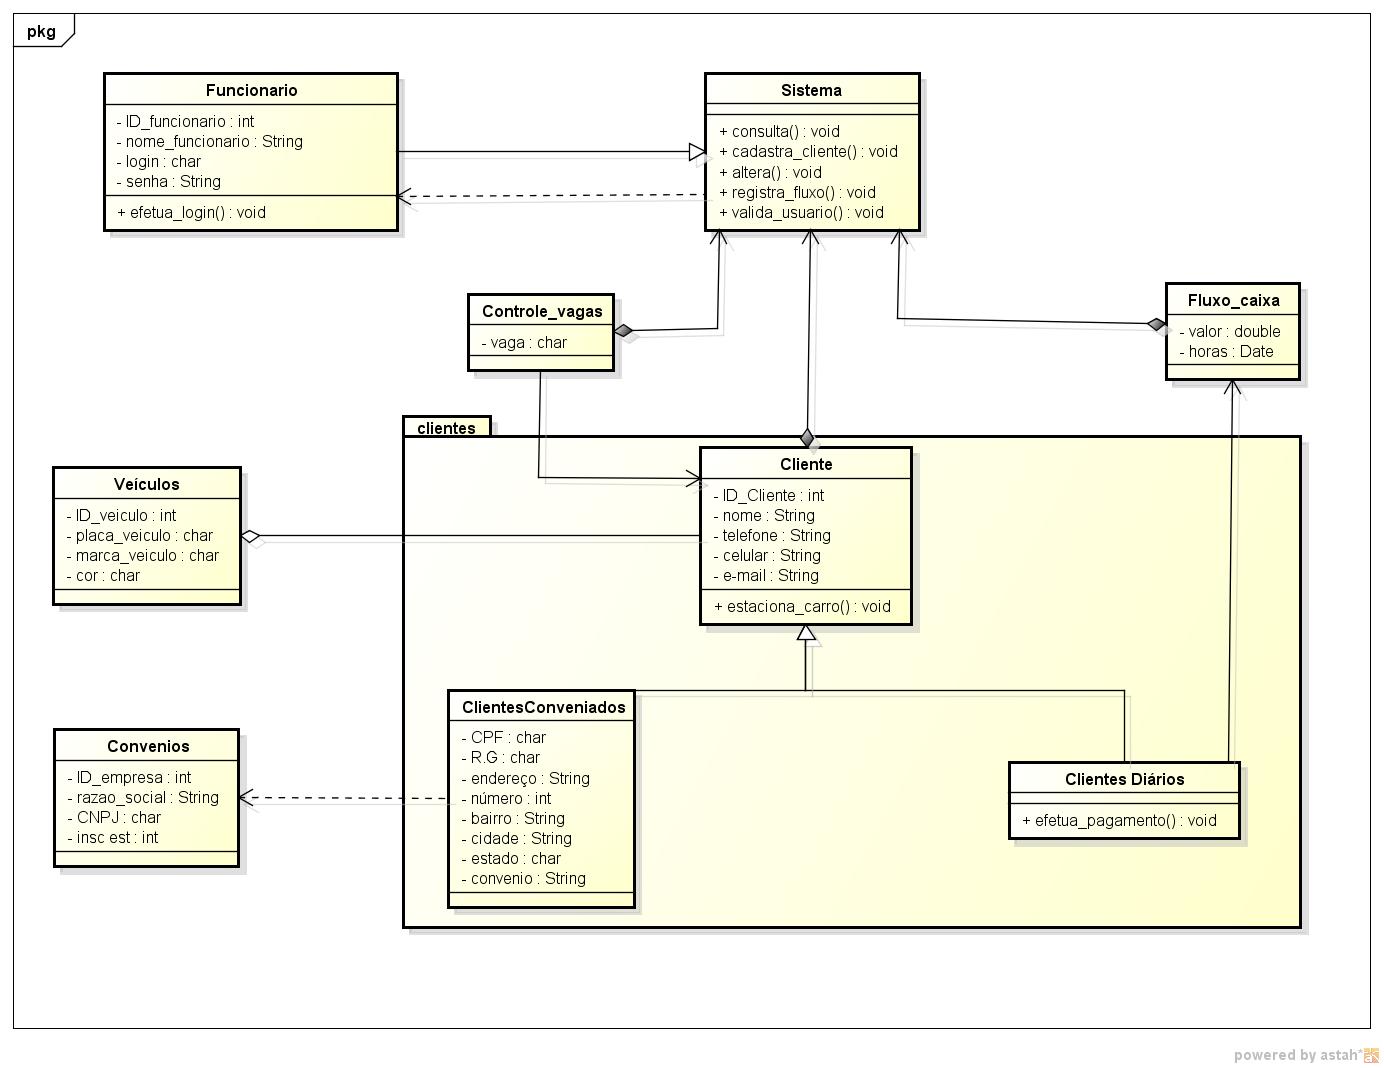 pkg
Funcionario
- ID_funcionario : int
- nome_funcionario : String
- login : char
- senha : String
+ efetua_login() : void
Sistema
+ consulta() : void
+ cadastra_cliente() : void
+ altera() : void
+ registra_fluxo() : void
+ valida_usuario() : void
Controle_vagas
- vaga : char
Fluxo_caixa
- valor : double
- horas : Date
clientes
Cliente
- ID_Cliente : int
- nome : String
- telefone : String
- celular : String
- e-mail : String
+ estaciona_carro() : void
Veículos
- ID_veiculo : int
- placa_veiculo : char
- marca_veiculo : char
- cor : char
ClientesConveniados
- CPF : char
- R.G : char
- endereço : String
- número : int
- bairro : String
- cidade : String
- estado : char
- convenio : String
Convenios
- ID_empresa : int
- razao_social : String
- CNPJ : char
- insc est : int
Clientes Diários
+ efetua_pagamento() : void
powered by astah*